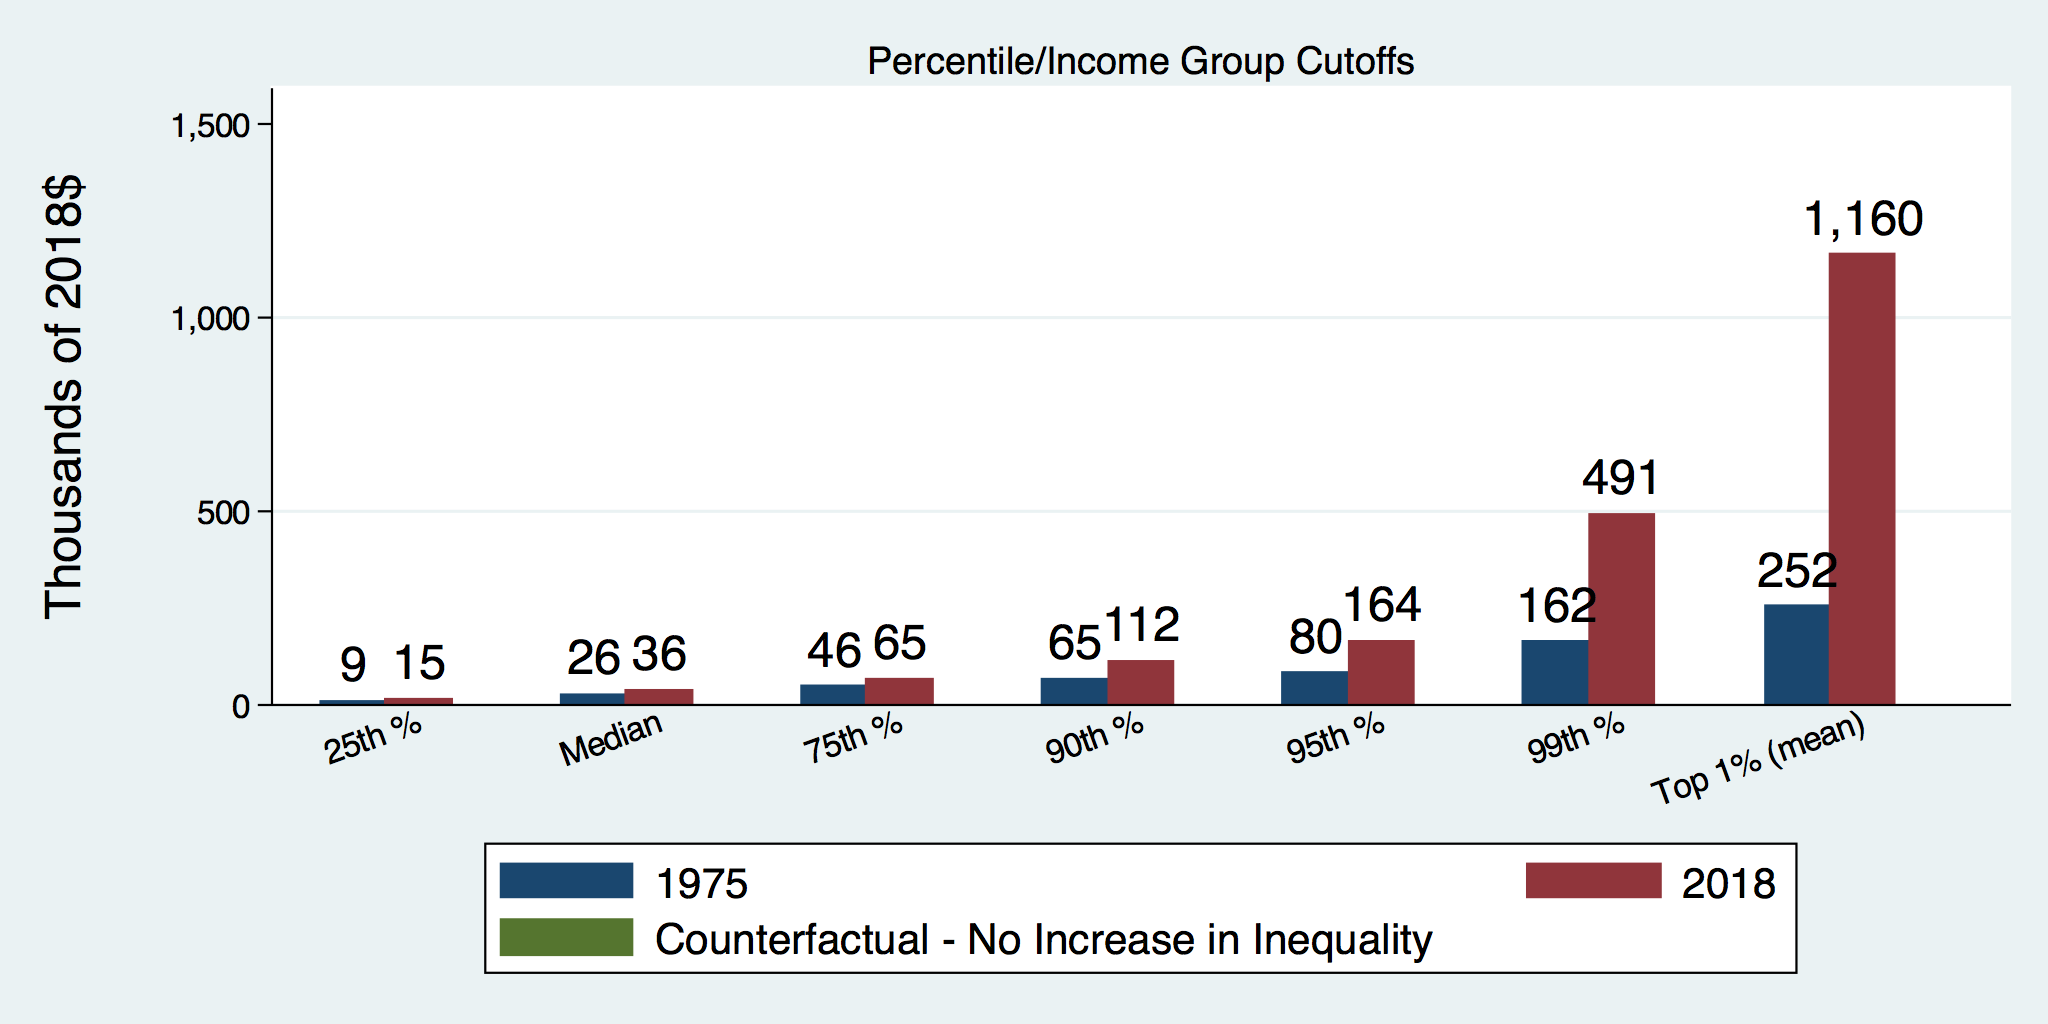 Percentile/Income Group Cutoffs
Thousands of 2018$
1,500
1,000
500
0
9 15
26 36
46 65
65 112
80 164
162 491
252 1,160
25th %
Median
75th %
90th %
95th %
99th %
Top 1% (mean)
1975
2018
Counterfactual - No Increase in Inequality